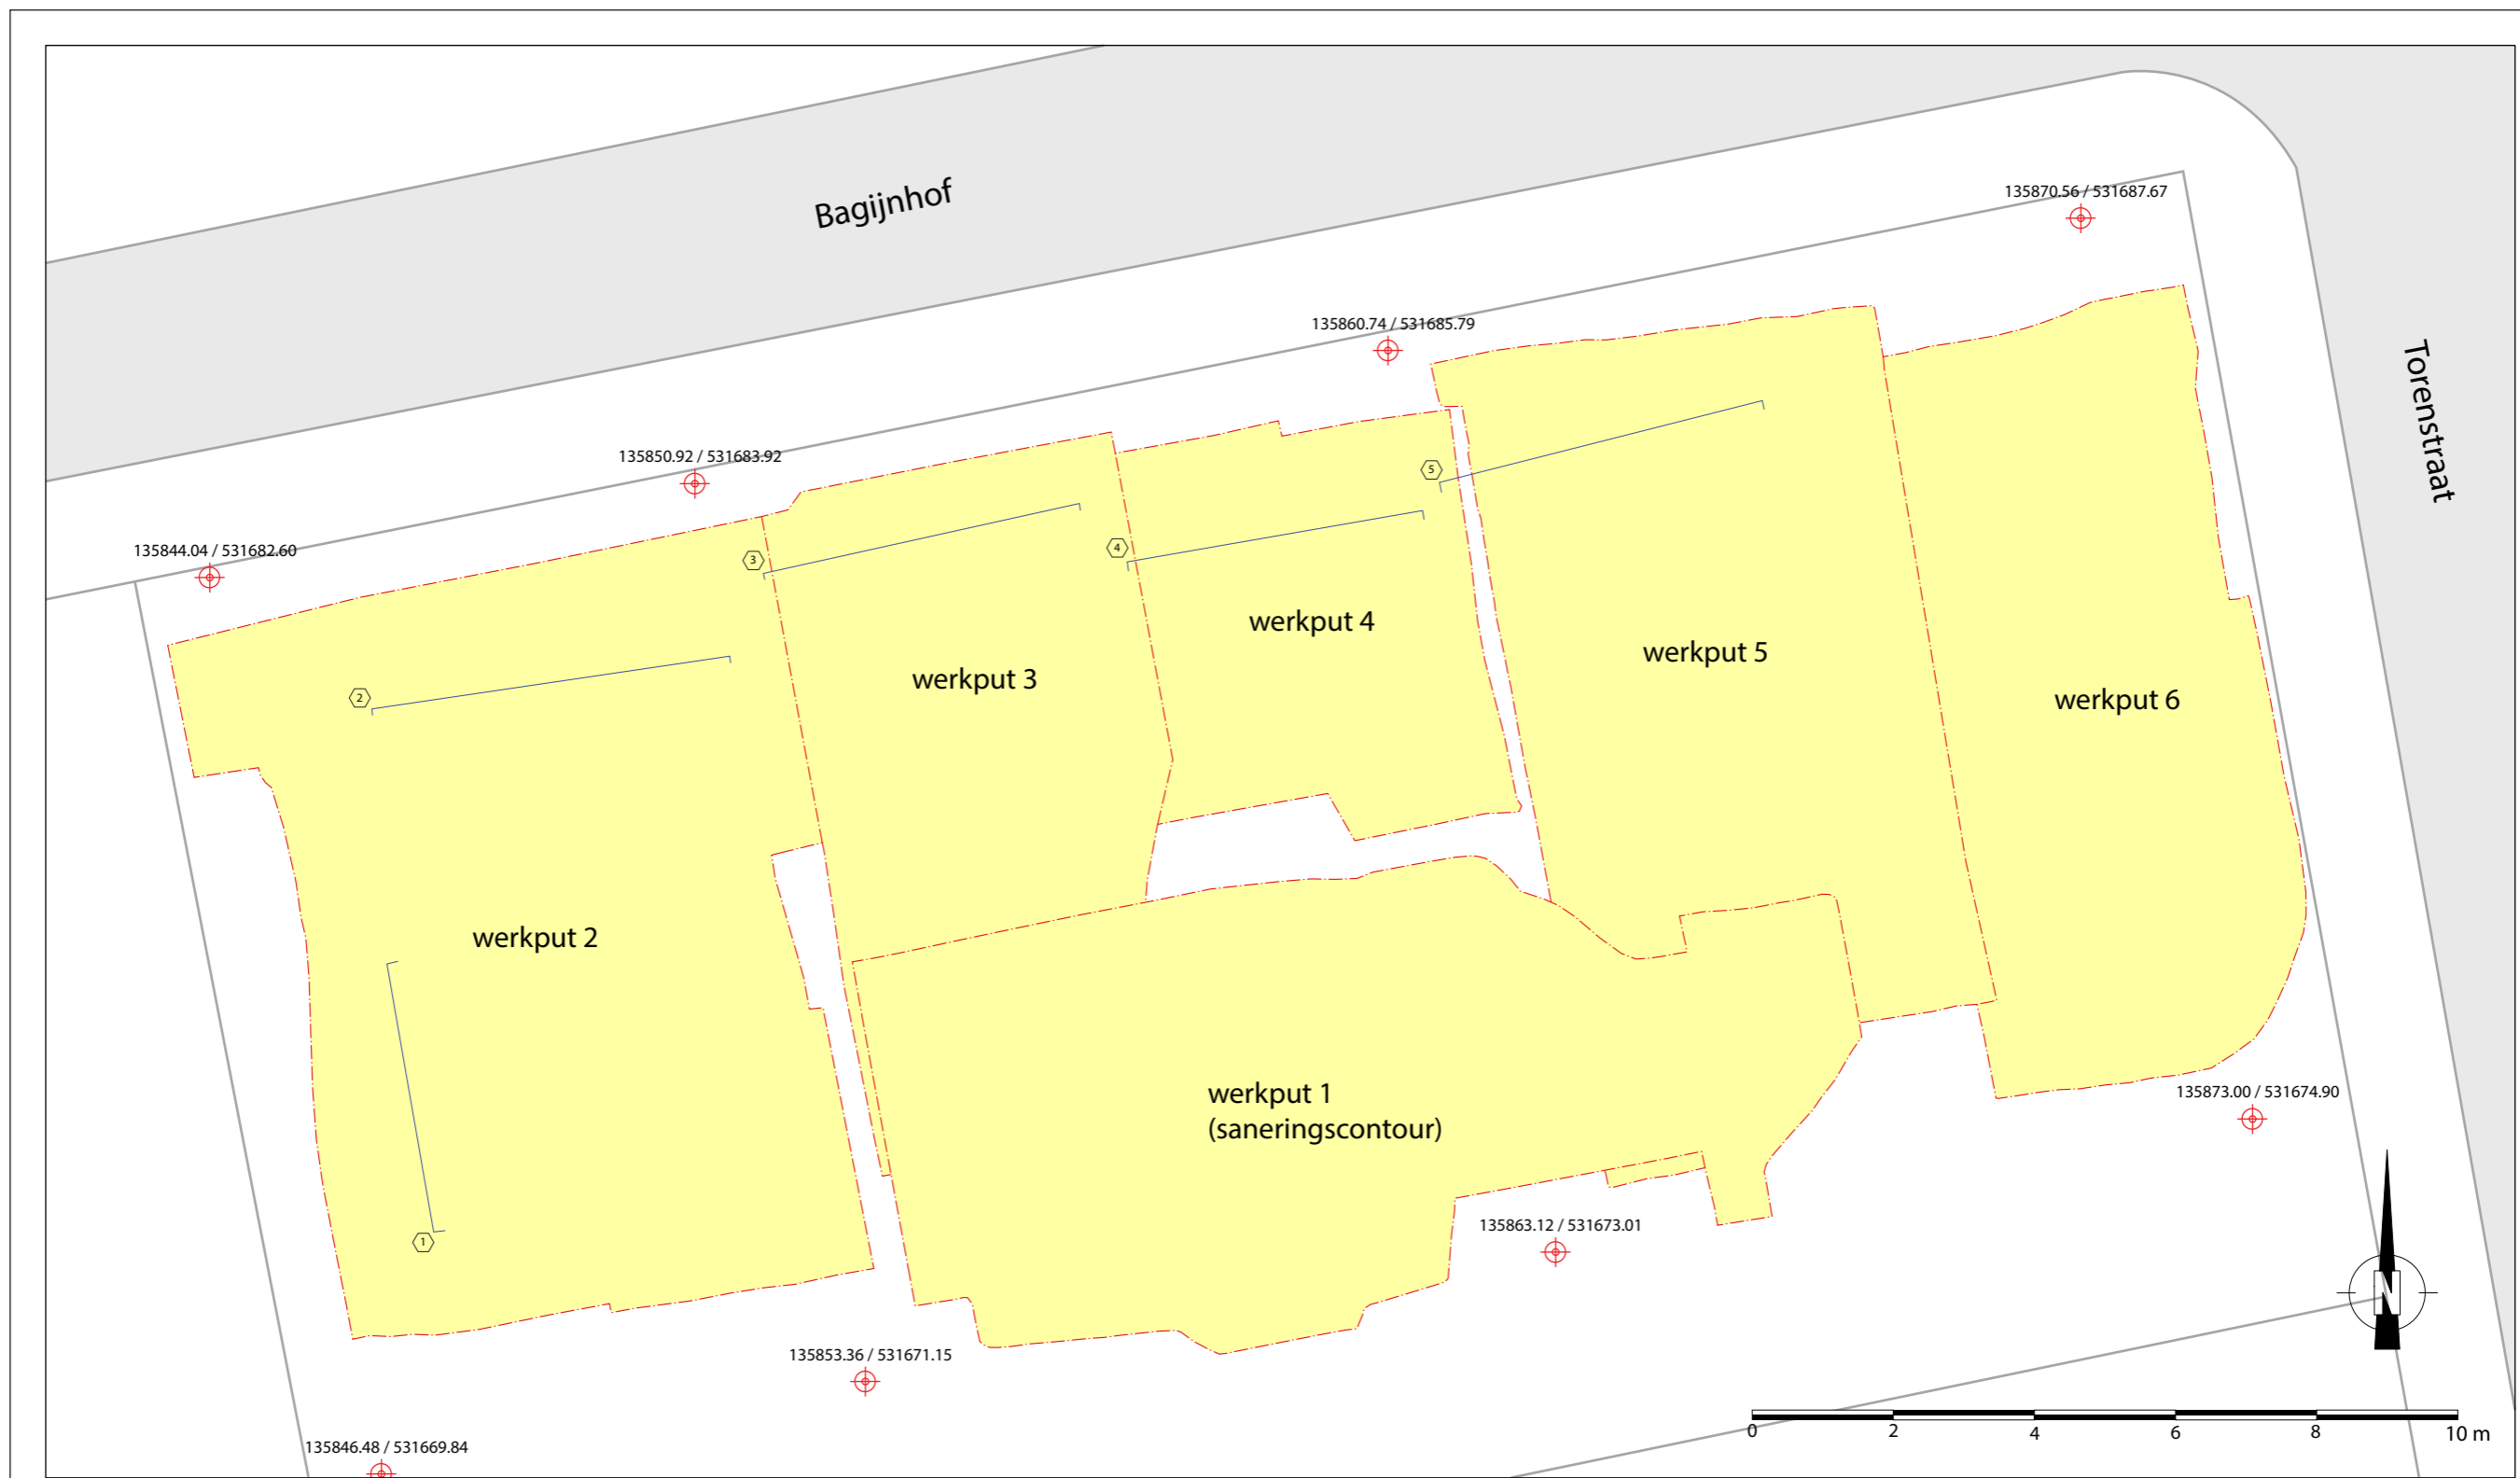 Bagijnhof
Torenstraat
135870.56 / 531687.67
135860.74 / 531685.79
135850.92 / 531683.92
135844.04 / 531682.60
5
4
3
2
werkput 4
werkput 5
werkput 3
werkput 6
werkput 2
werkput 1
(saneringscontour)
1
135873.00 / 531674.90
135863.12 / 531673.01
135853.36 / 531671.15
135846.48 / 531669.84
N
0 2 4 6 8 10 m